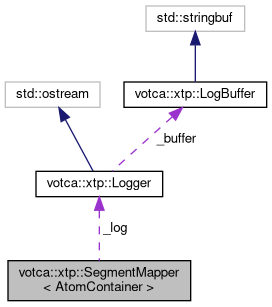 std::stringbuf
std::ostream
votca::xtp::LogBuffer
_buffer
votca::xtp::Logger
_log
votca::xtp::SegmentMapper
< AtomContainer >